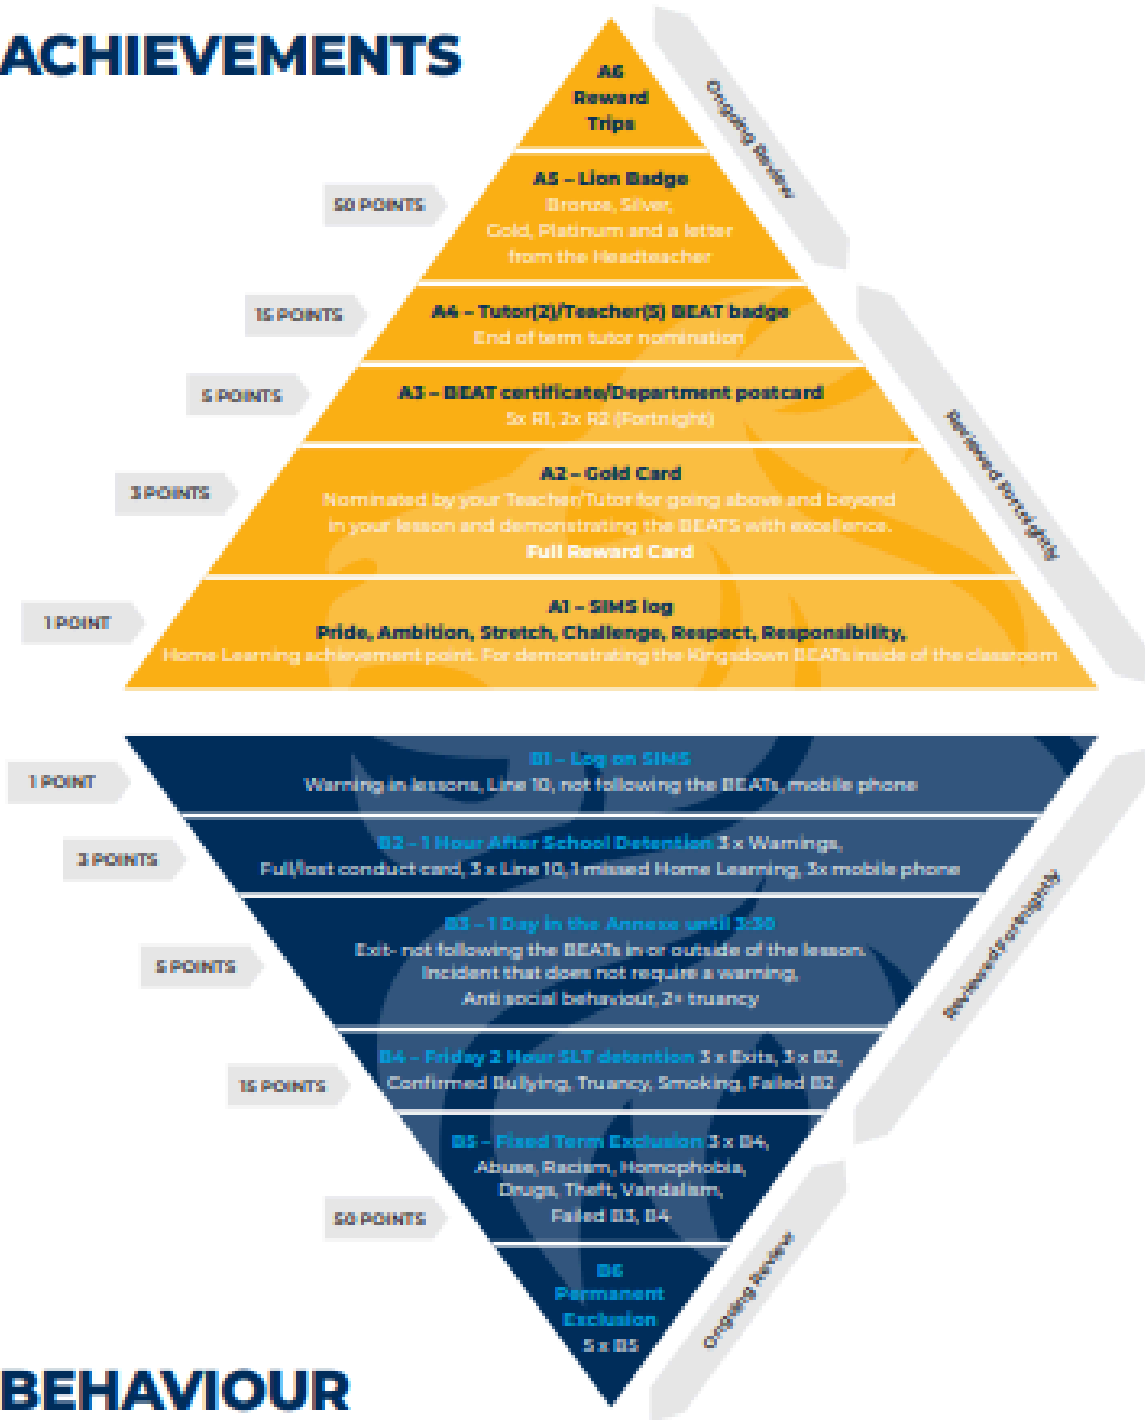 ACHIEVEMENTS
A6
Reward
Trips
Ongoing Review
50 POINTS
A5 – Lion Badge
Bronze, Silver,
Gold, Platinum and a letter
from the Headteacher
15 POINTS
A4 – Tutor(2)/Teacher(5) BEAT badge
End of term tutor nomination
5 POINTS
A3 – BEAT certificate/Department postcard
5x R1, 2x R2 (Fortnight)
Reviewed Fortnightly
3 POINTS
A2 – Gold Card
Nominated by your Teacher/Tutor for going above and beyond
in your lesson and demonstrating the BEATS with excellence.
Full Reward Card
1 POINT
A1 – SIMS log
Pride, Ambition, Stretch, Challenge, Respect, Responsibility,
Home Learning achievement point. For demonstrating the Kingsdown BEATs inside of the classroom
1 POINT
B1 – Log on SIMS
Warning in lessons, Line 10, not following the BEATs, mobile phone
3 POINTS
B2 – 1 Hour After School Detention 3 x Warnings,
Full/lost conduct card, 3 x Line 10, 1 missed Home Learning, 3x mobile phone
Reviewed Fortnightly
5 POINTS
B3 – 1 Day in the Annexe until 3:30
Exit- not following the BEATs in or outside of the lesson.
Incident that does not require a warning,
Anti social behaviour, 2+ truancy
15 POINTS
B4 – Friday 2 Hour SLT detention 3 x Exits, 3 x B2,
Confirmed Bullying, Truancy, Smoking, Failed B2
50 POINTS
B5 – Fixed Term Exclusion 3 x B4,
Abuse, Racism, Homophobia,
Drugs, Theft, Vandalism,
Failed B3, B4
Ongoing Review
B6
Permanent
Exclusion
5 x B5
BEHAVIOUR